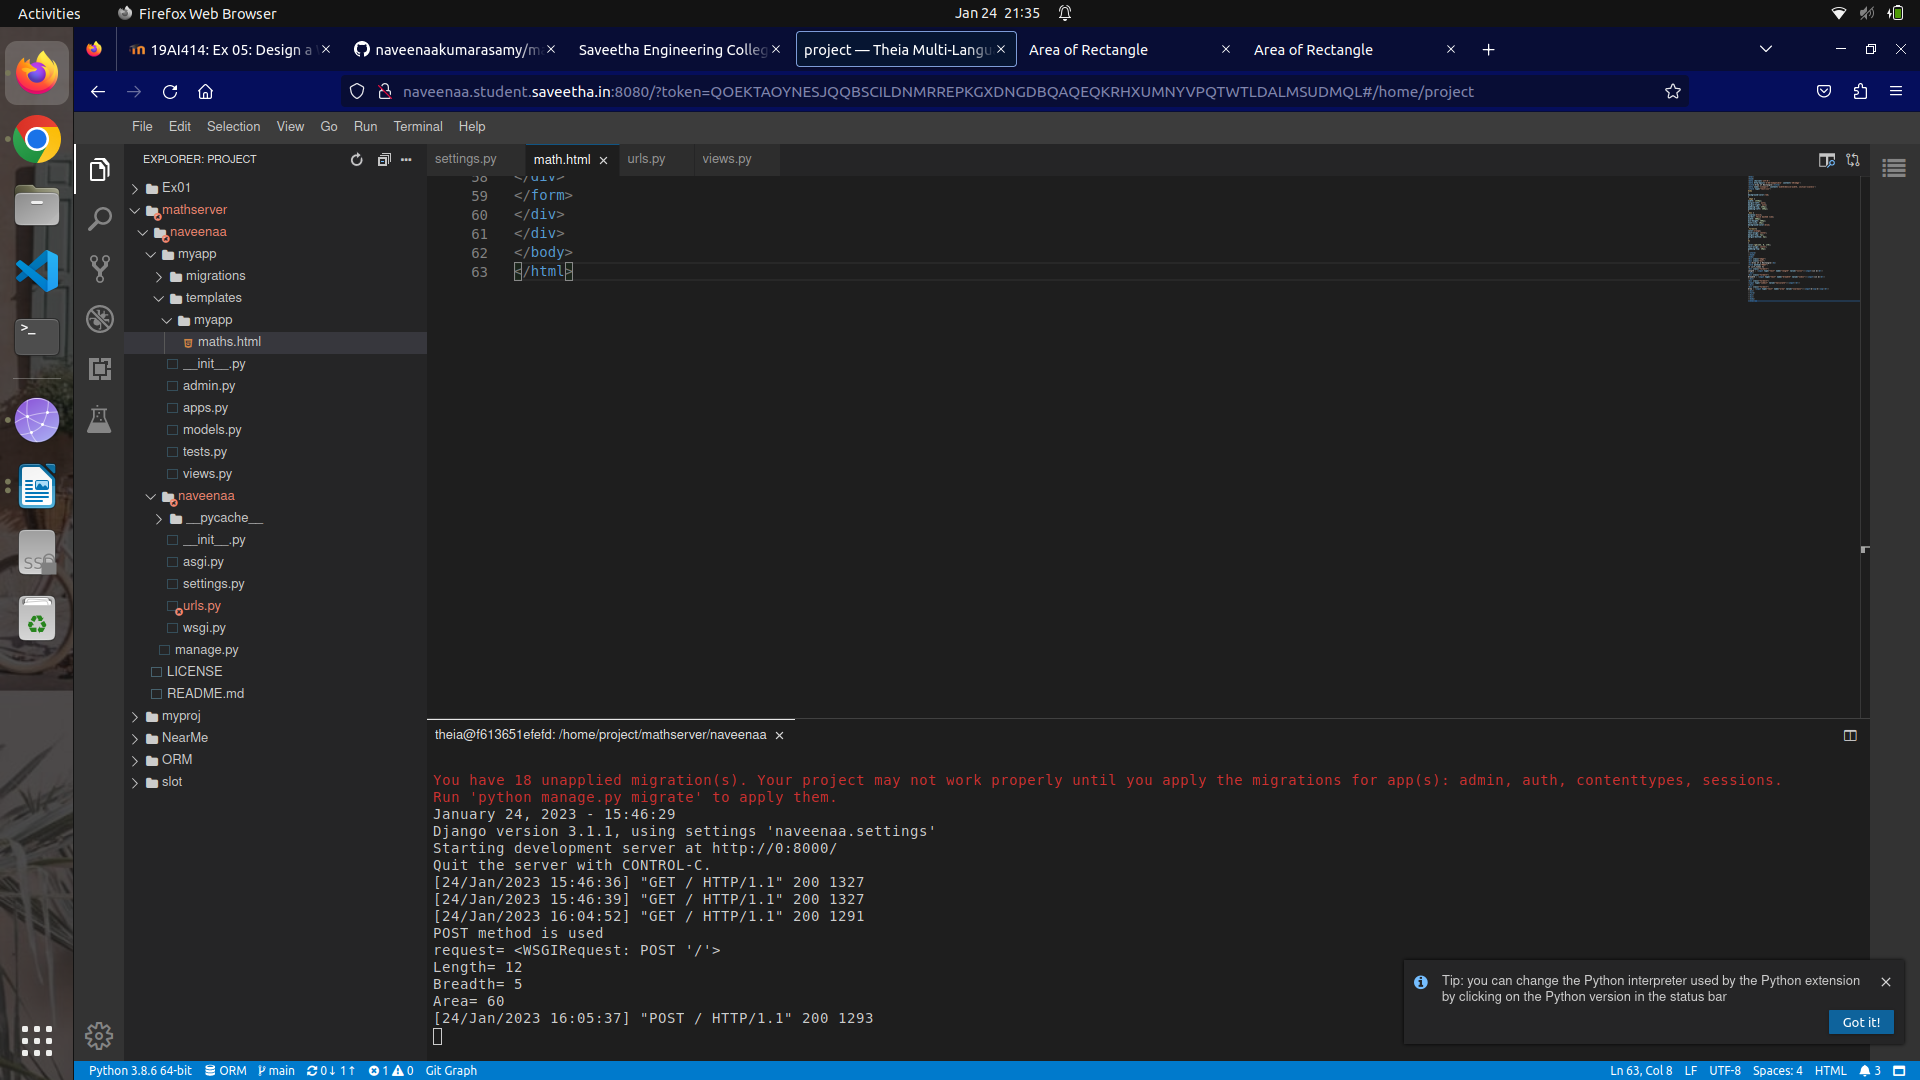 Activities
Firefox Web Browser
Jan 24 21:35
19AI414: Ex 05: Design a
naveenaakumarasamy/m
Saveetha Engineering Colleg
project — Theia Multi-Langu
Area of Rectangle
Area of Rectangle
naveenaa.student.saveetha.in:8080/?token=QOEKTAOYNESJQQBSCILDNMRREPKGXDNGDBQAQEQKRHXUMNYVPQTWTLDALMSUDMQL#/home/project
File Edit Selection View Go Run Terminal Help
EXPLORER: PROJECT
settings.py
math.html
urls.py
views.py
Ex01
mathserver
naveenaa
myapp
migrations
templates
myapp
maths.html
__init__.py
admin.py
apps.py
models.py
tests.py
views.py
naveenaa
__pycache__
__init__.py
asgi.py
settings.py
urls.py
wsgi.py
manage.py
LICENSE
README.md
myproj
NearMe
ORM
slot
58 </div>
59 </form>
60 </div>
61 </div>
62 </body>
63 </html>
theia@f613651efefd: /home/project/mathserver/naveenaa
You have 18 unapplied migration(s). Your project may not work properly until you apply the migrations for app(s): admin, auth, contenttypes, sessions.
Run 'python manage.py migrate' to apply them.
January 24, 2023 - 15:46:29
Django version 3.1.1, using settings 'naveenaa.settings'
Starting development server at http://0:8000/
Quit the server with CONTROL-C.
[24/Jan/2023 15:46:36] "GET / HTTP/1.1" 200 1327
[24/Jan/2023 15:46:39] "GET / HTTP/1.1" 200 1327
[24/Jan/2023 16:04:52] "GET / HTTP/1.1" 200 1291
POST method is used
request= <WSGIRequest: POST '/'>
Length= 12
Breadth= 5
Area= 60
[24/Jan/2023 16:05:37] "POST / HTTP/1.1" 200 1293
Tip: you can change the Python interpreter used by the Python extension
by clicking on the Python version in the status bar
Got it!
Python 3.8.6 64-bit
ORM
main
0↓ 1↑
1
0
Git Graph
Ln 63, Col 8
LF
UTF-8
Spaces: 4
HTML
3